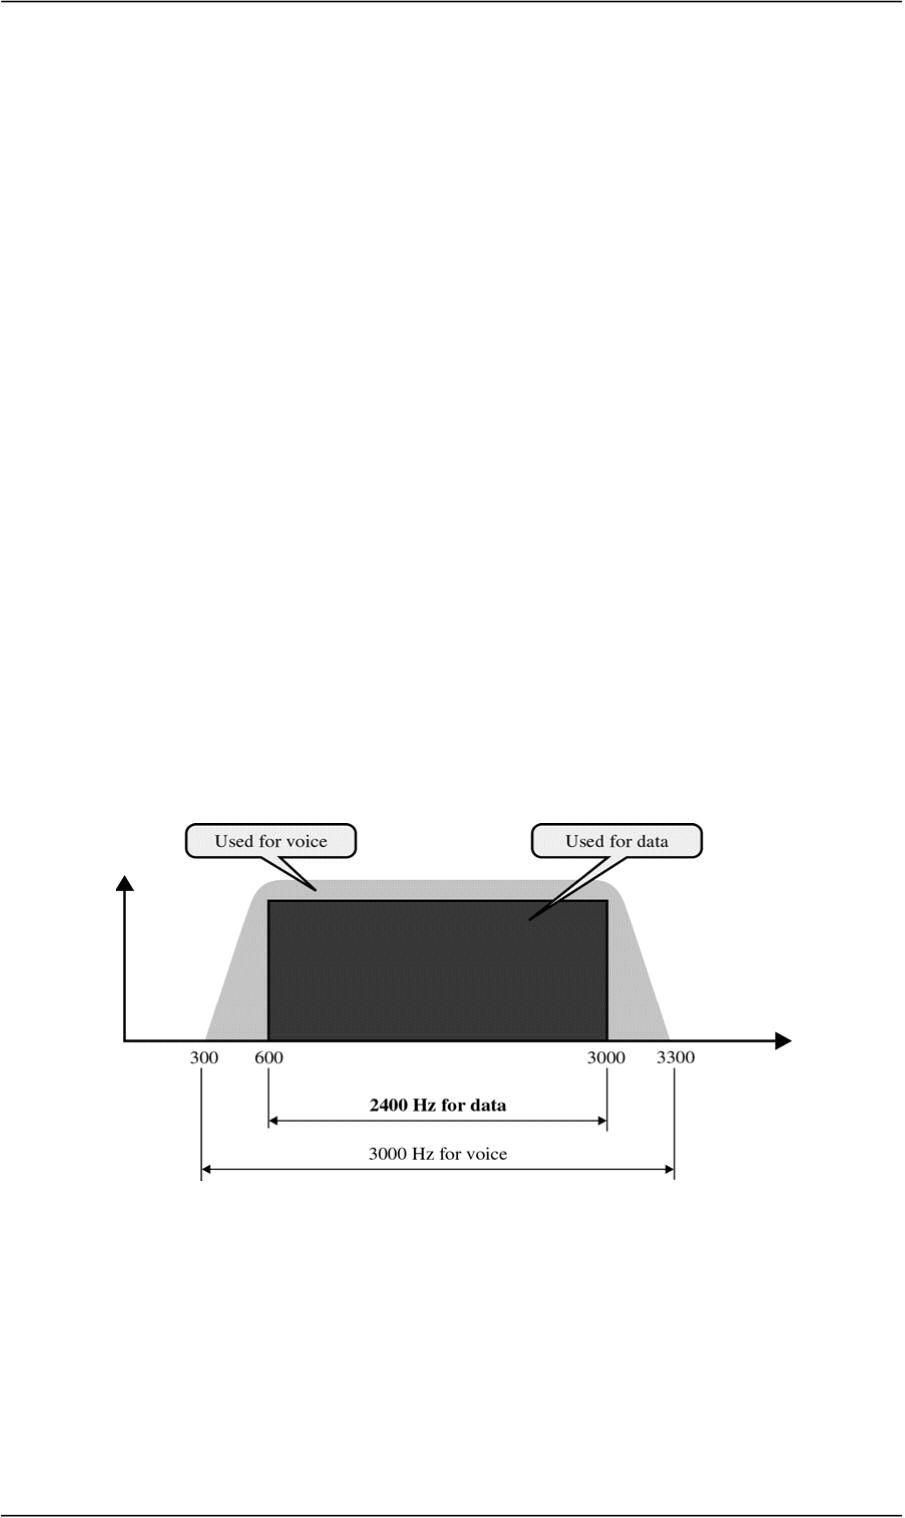 Used for voice
Used for data
300 600 3000 3300
2400 Hz for data
3000 Hz for voice